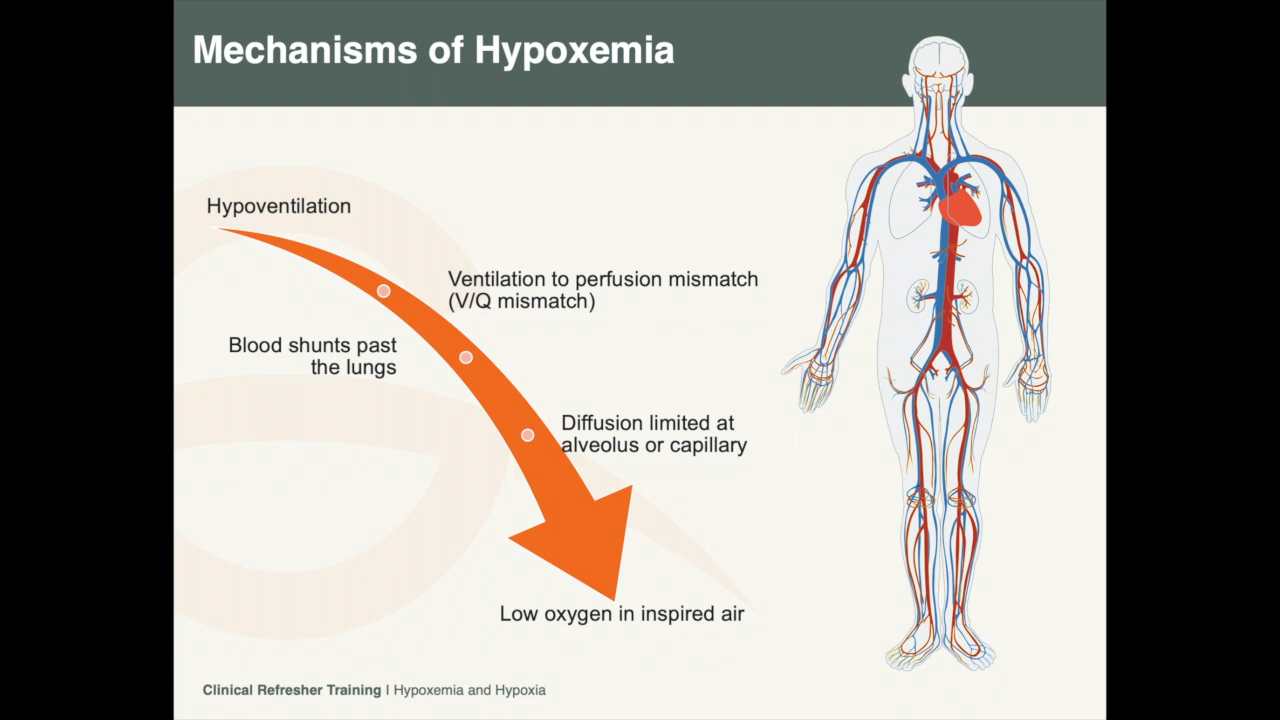 Mechanisms of Hypoxemia
Hypoventilation
Ventilation to perfusion mismatch
(V/Q mismatch)
Blood shunts past
the lungs
Diffusion limited at
alveolus or capillary
Low oxygen in inspired air
Clinical Refresher Training I Hypoxemia and Hypoxia